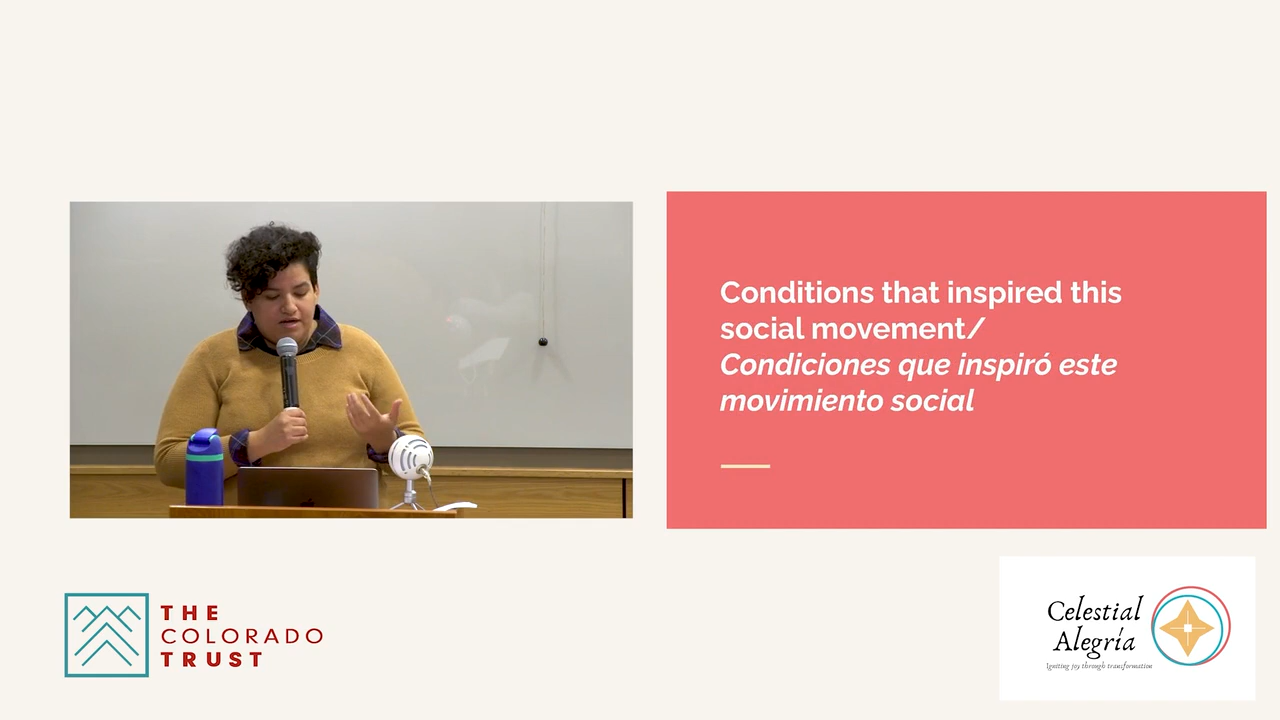 Conditions that inspired this
social movement/
Condiciones que inspiró este
movimiento social
THE
COLORADO
TRUST
Celestial
Alegría
Igniting joy through transformation